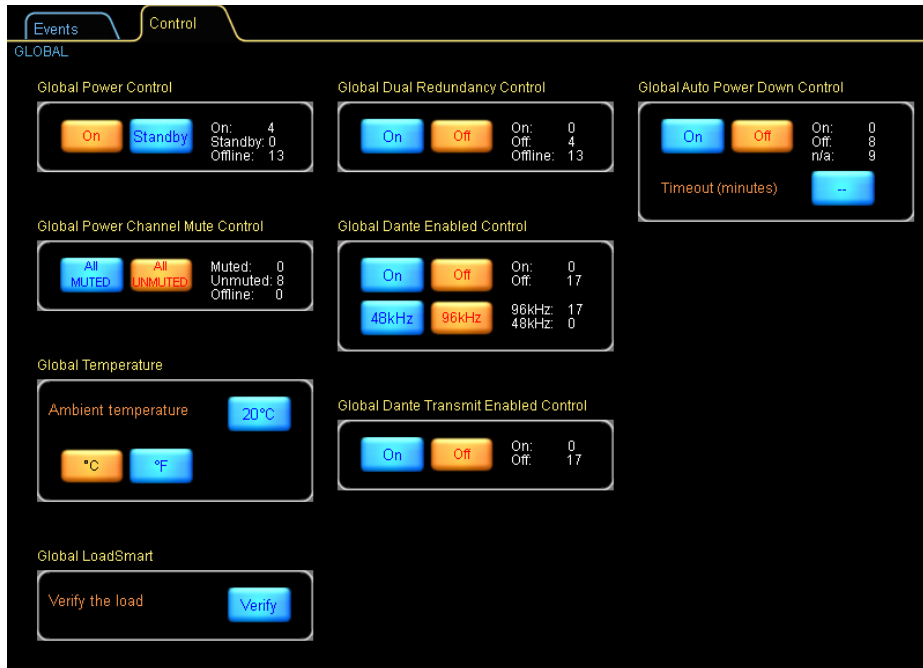 Events
Control
GLOBAL
Global Power Control
On
Standby
On: 4
Standby: 0
Offline: 13
Global Dual Redundancy Control
On
Off
On: 0
Off: 4
Offline: 13
Global Auto Power Down Control
On
Off
On: 0
Off: 8
n/a: 9
Timeout (minutes)
--
Global Power Channel Mute Control
All
MUTED
All
UNMUTED
Muted: 0
Unmuted: 8
Offline: 0
Global Dante Enabled Control
On
Off
On: 0
Off: 17
48kHz
96kHz
96kHz: 17
48kHz: 0
Global Temperature
Ambient temperature
20°C
°C
°F
Global Dante Transmit Enabled Control
On
Off
On: 0
Off: 17
Global LoadSmart
Verify the load
Verify